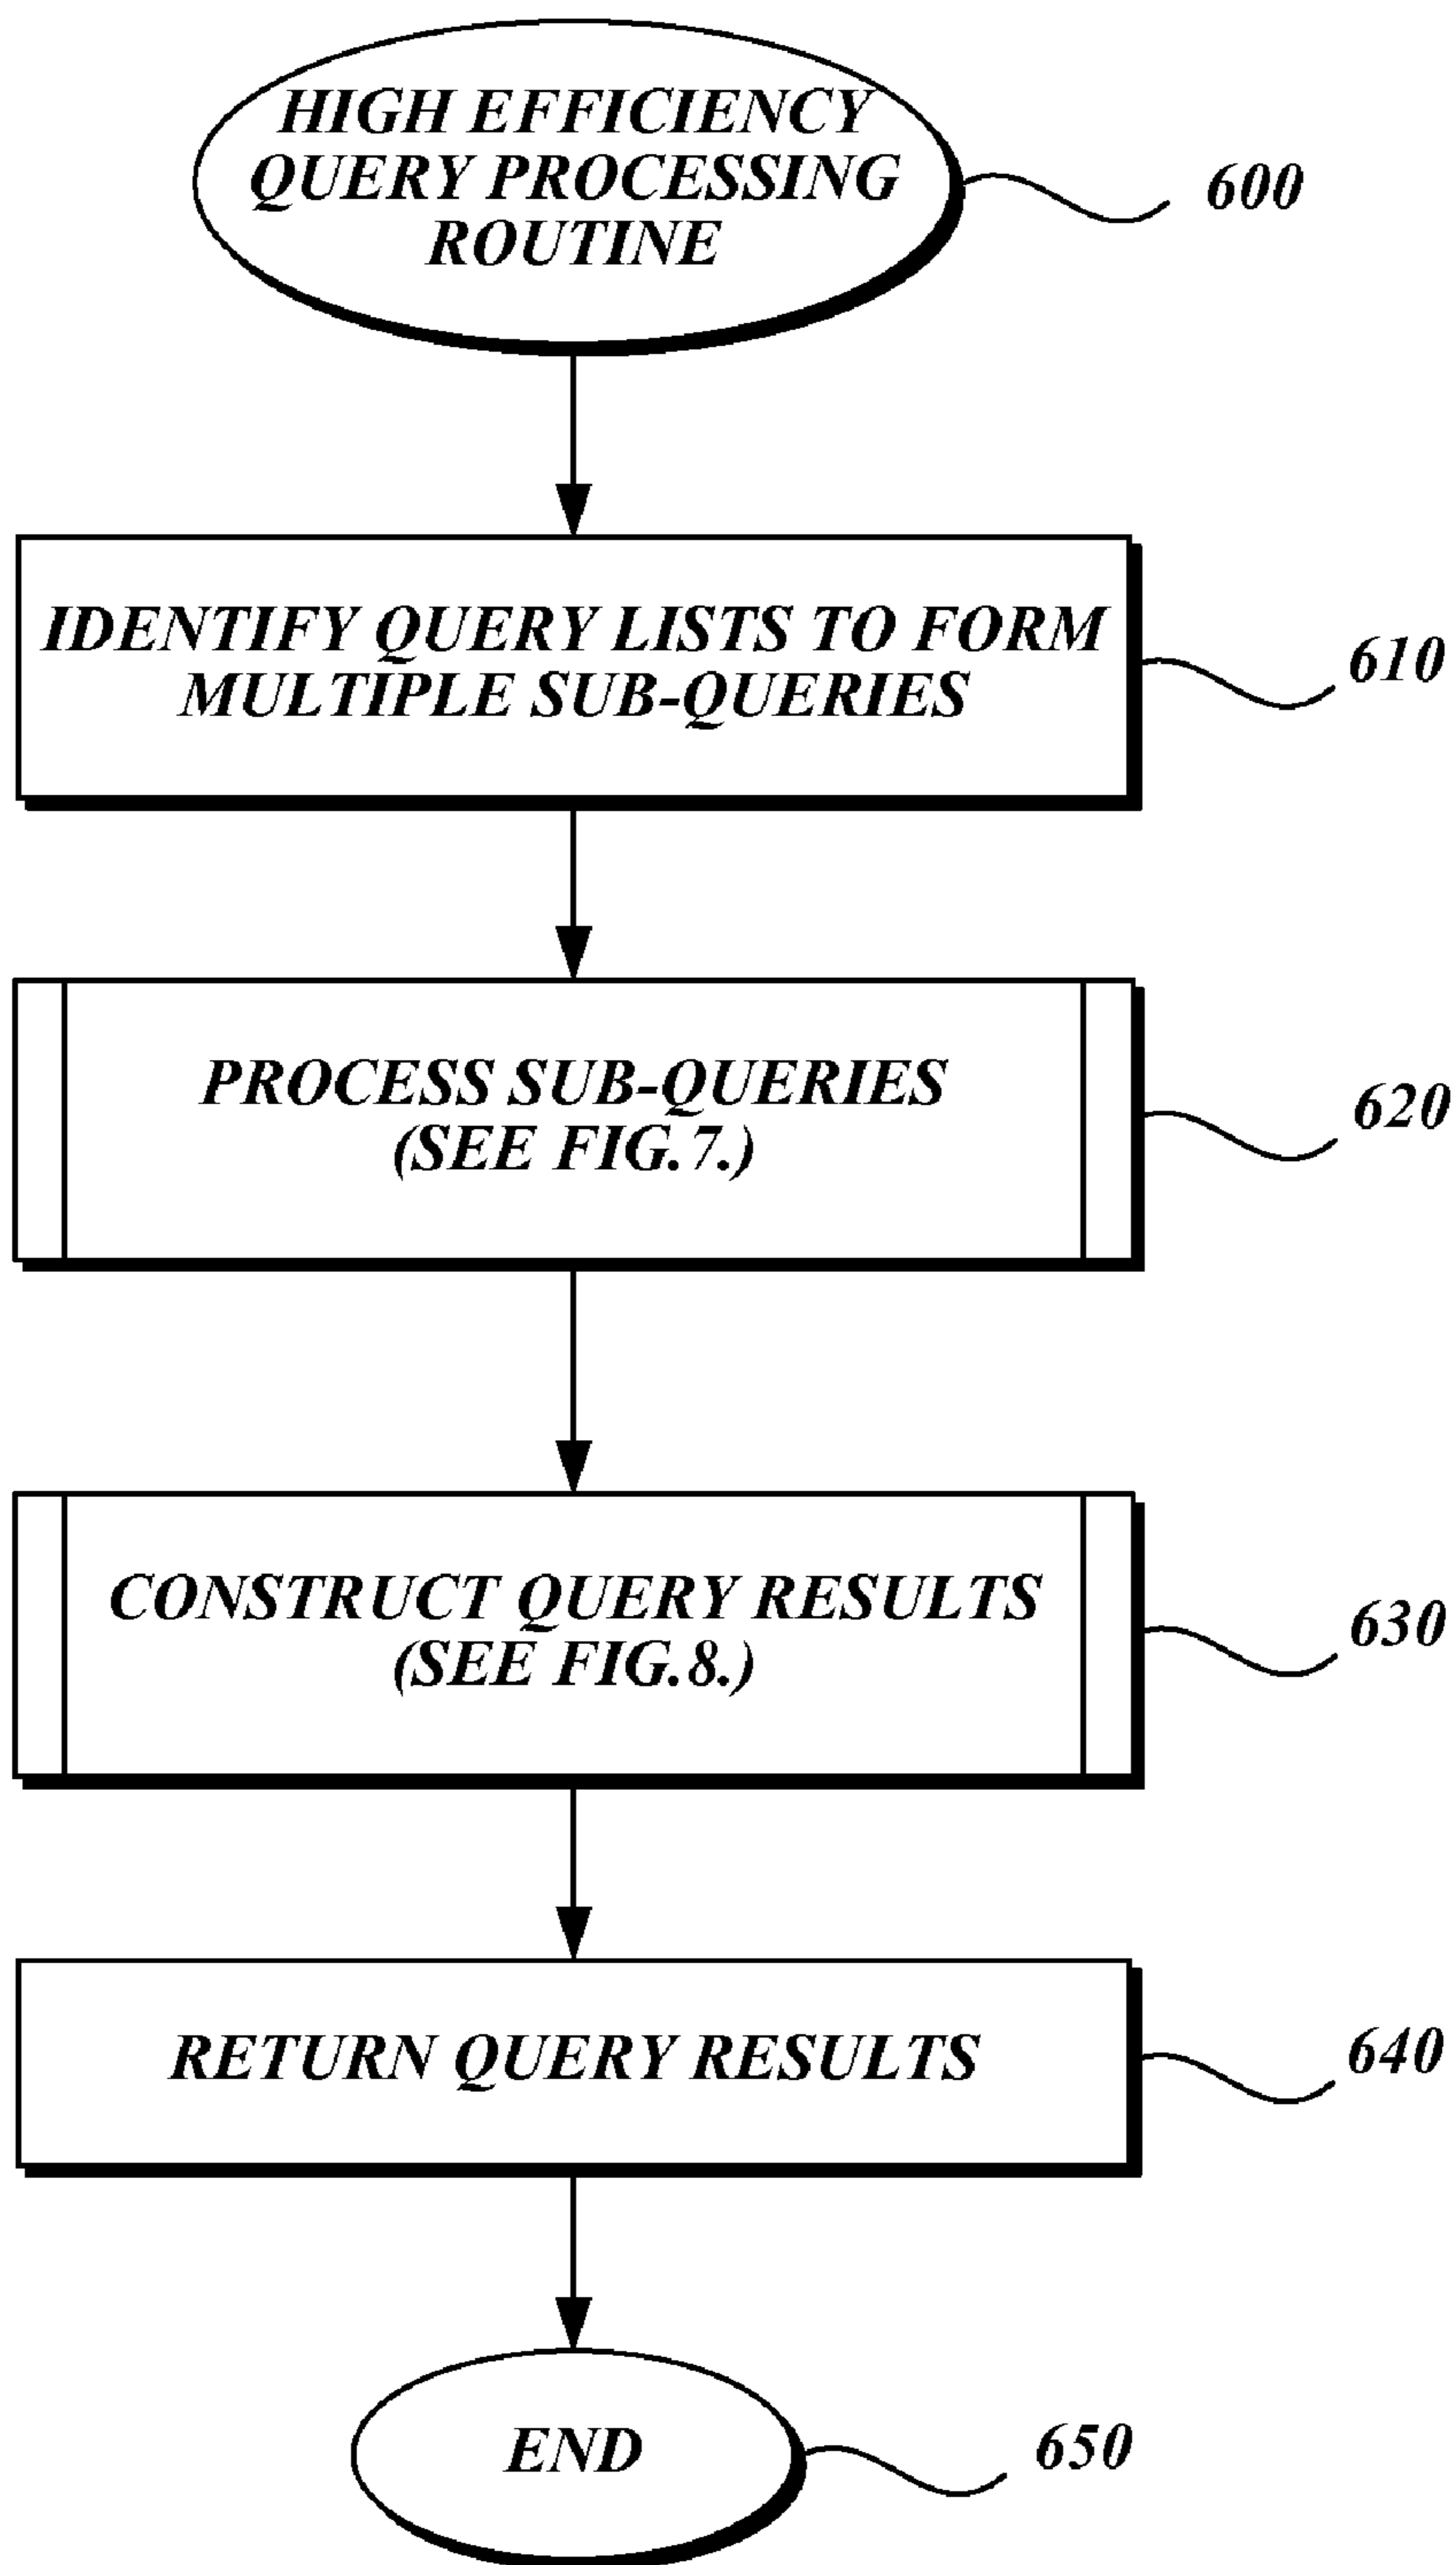 HIGH EFFICIENCY
QUERY PROCESSING
ROUTINE
600
IDENTIFY QUERY LISTS TO FORM
MULTIPLE SUB-QUERIES
610
PROCESS SUB-QUERIES
(SEE FIG.7.)
620
CONSTRUCT QUERY RESULTS
(SEE FIG.8.)
630
RETURN QUERY RESULTS
640
END
650